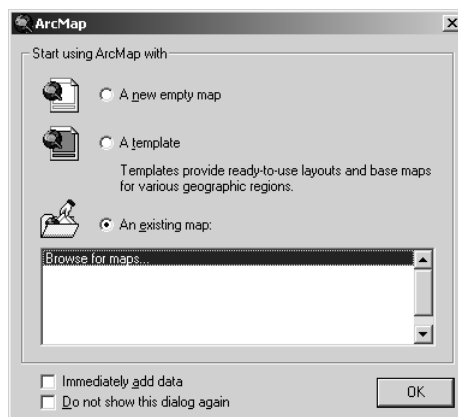 ArcMap
Start using ArcMap with
A new empty map
A template
Templates provide ready-to-use layouts and base maps
for various geographic regions.
An existing map:
Browse for maps...
Immediately add data
Do not show this dialog again
OK